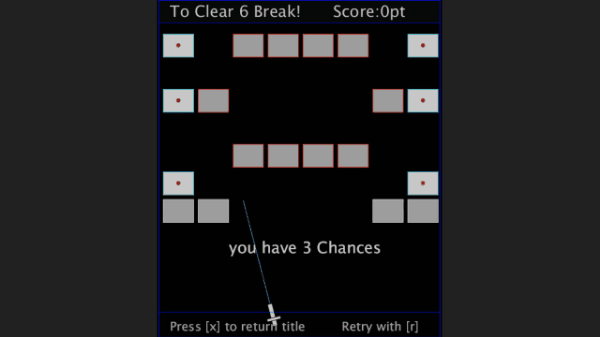 To Clear 6 Break! Score:0pt
you have 3 Chances
Press [x] to return title Retry with [r]